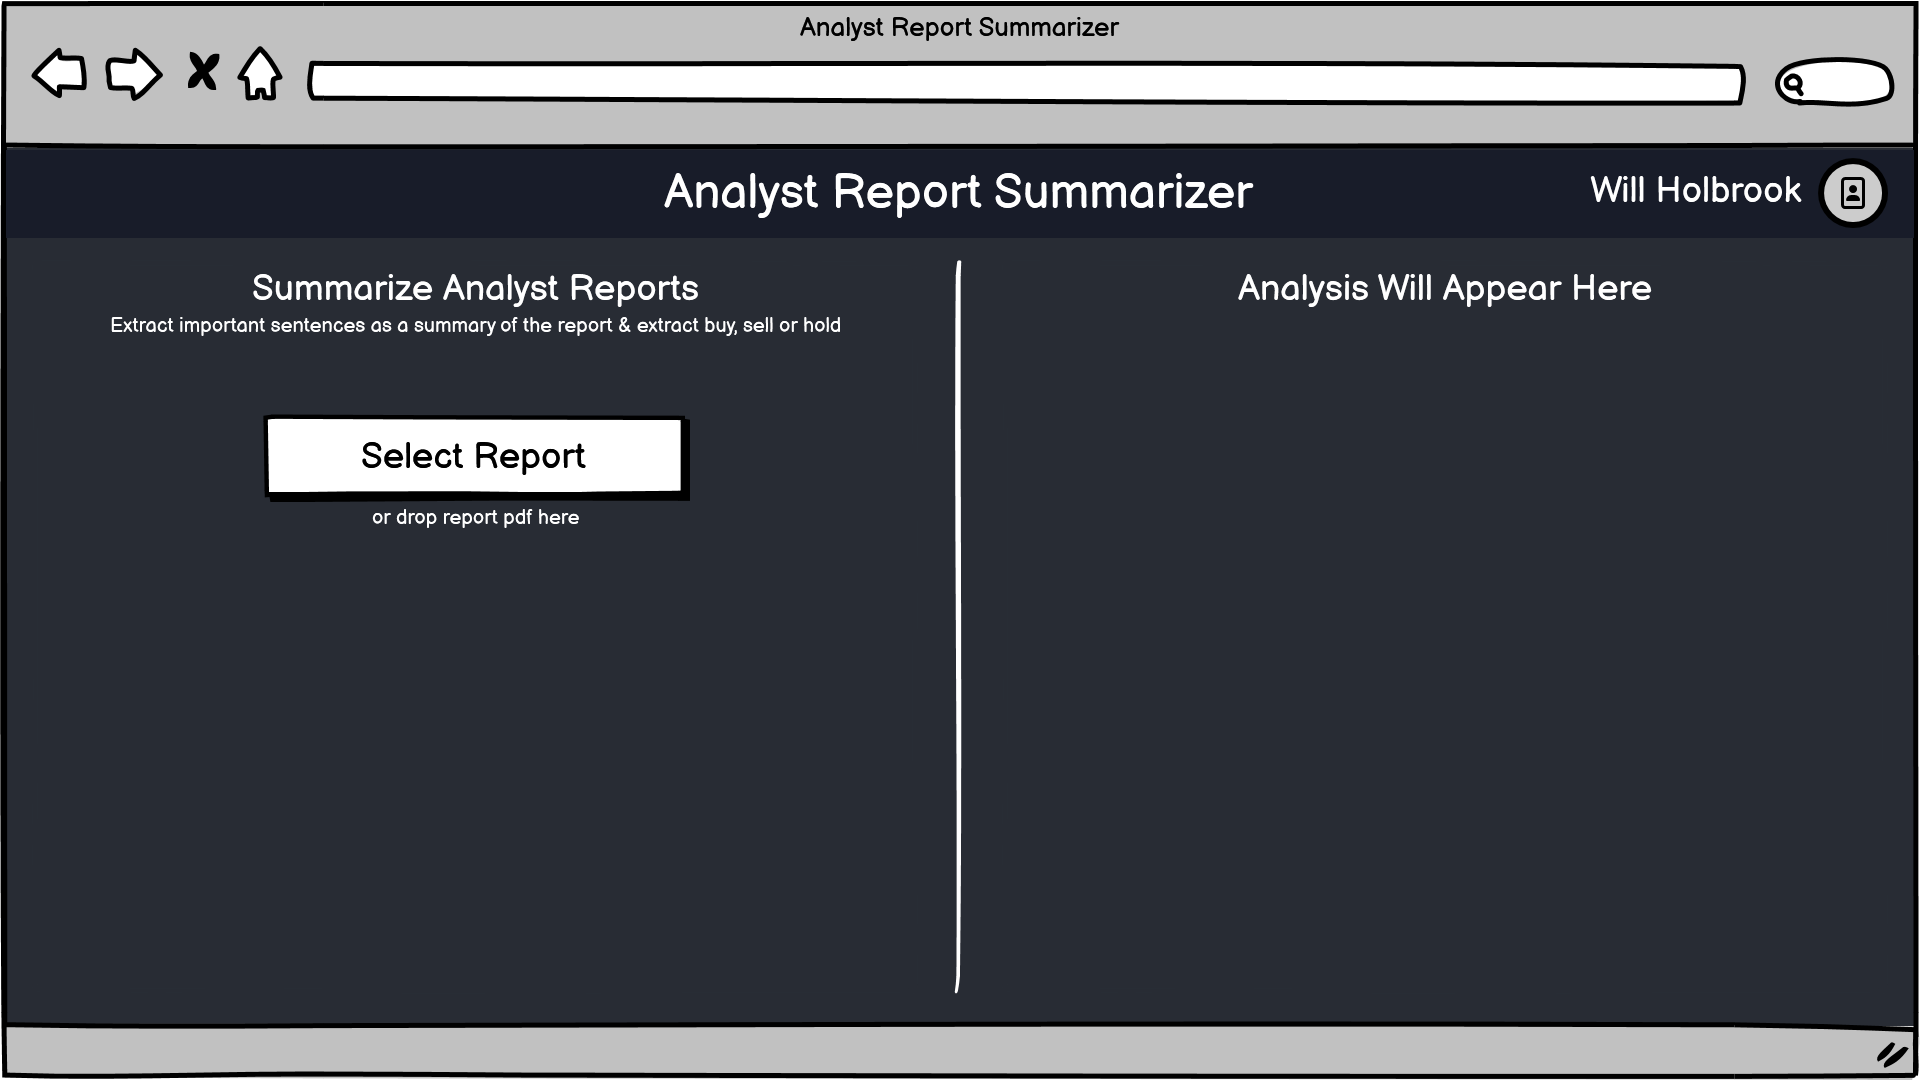 Analyst Report Summarizer
Analyst Report Summarizer
Will Holbrook
Summarize Analyst Reports
Extract important sentences as a summary of the report & extract buy, sell or hold
Select Report
or drop report pdf here
Analysis Will Appear Here